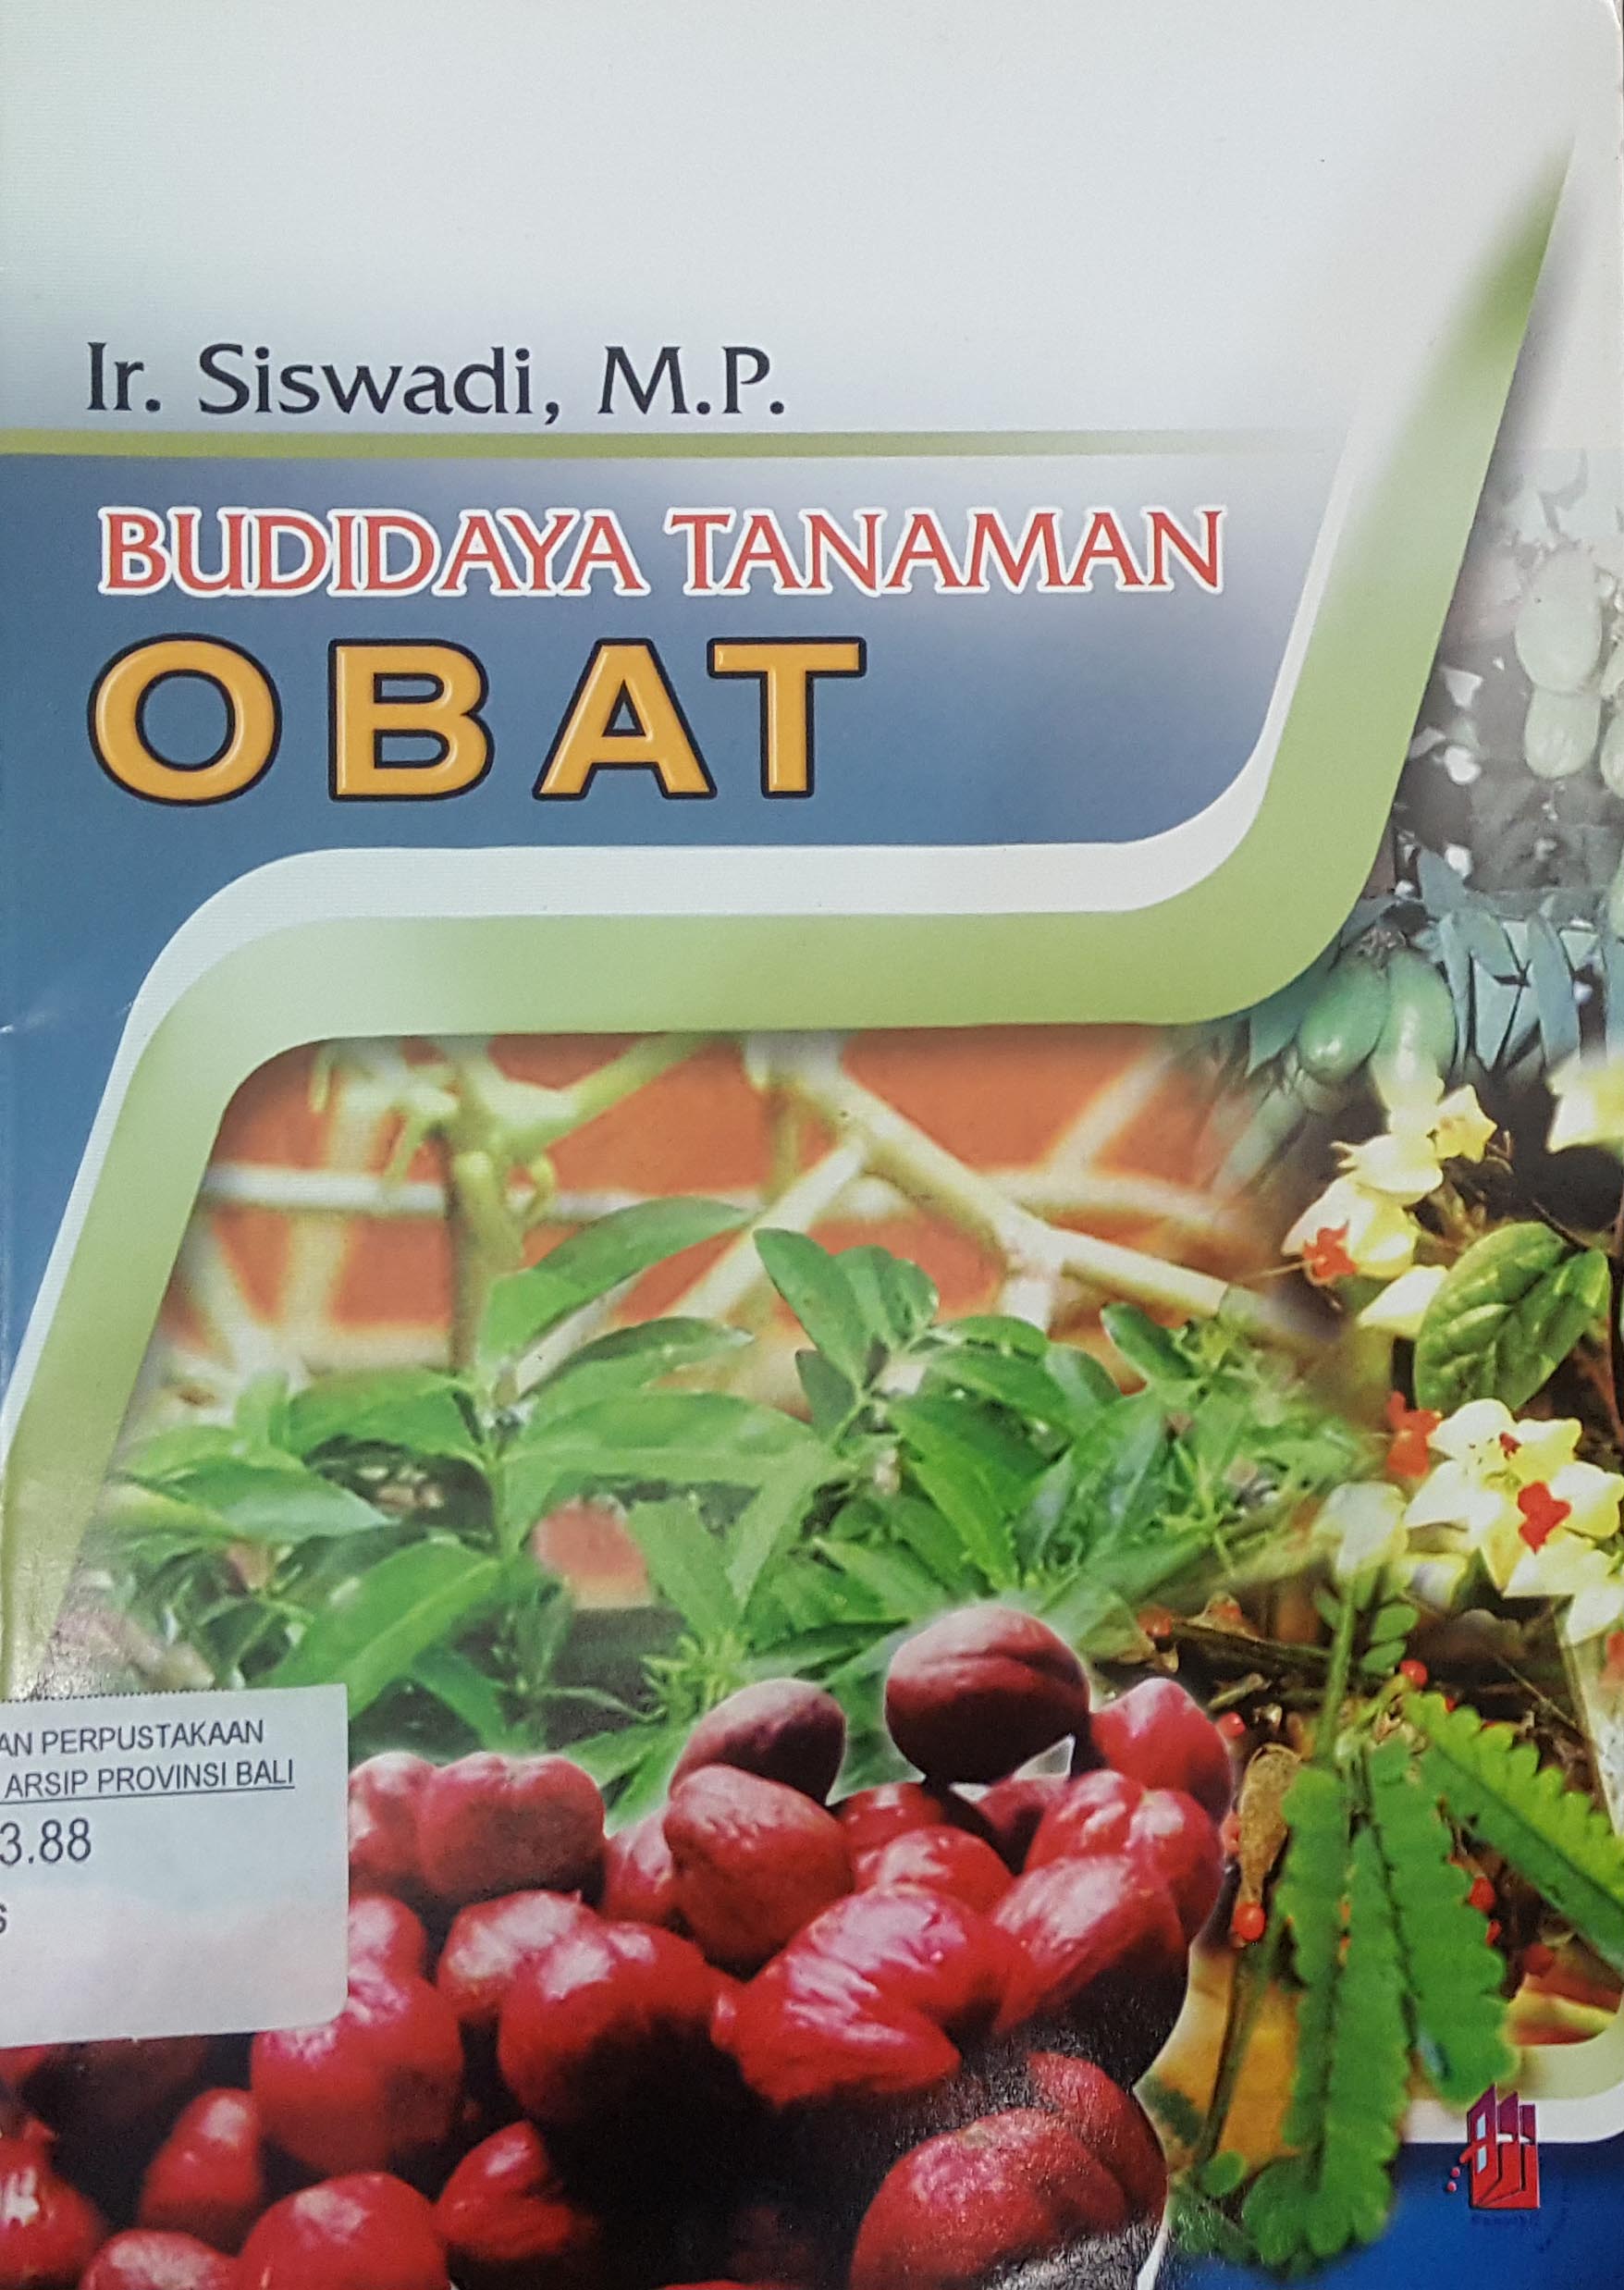 Ir. Siswadi, M.P.
BUDIDAYA TANAMAN
OBAT
AN PERPUSTAKAAN
ARSIP PROVINSI BALI
3.88